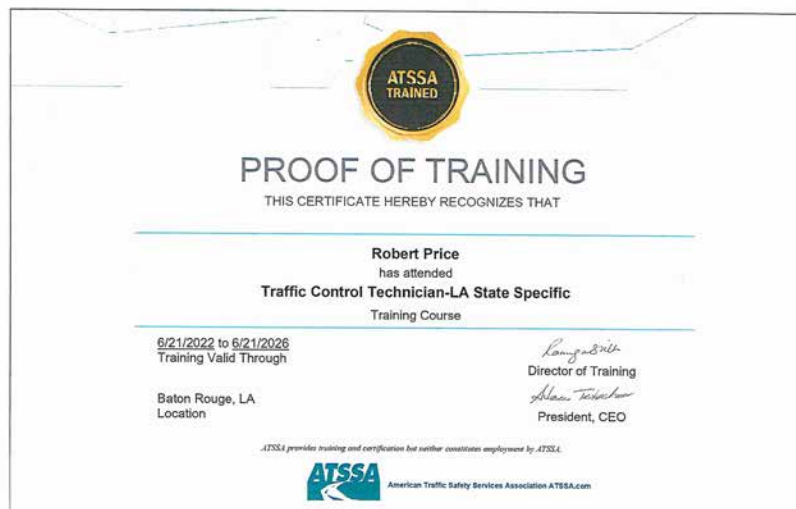 ATSSA
TRAINED
PROOF OF TRAINING
THIS CERTIFICATE HEREBY RECOGNIZES THAT
Robert Price
has attended
Traffic Control Technician-LA State Specific
Training Course
6/21/2022 to 6/21/2026
Training Valid Through
Director of Training
Baton Rouge, LA
Location
President, CEO
ATSSA provides training and certification but neither constitutes employment by ATSSA.
ATSSA
American Traffic Safety Services Association ATSSA.com